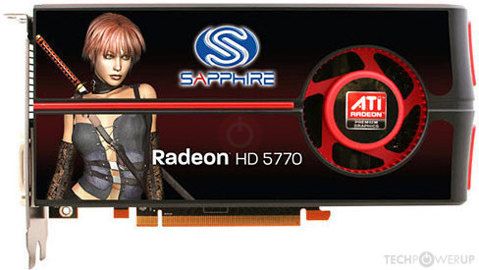 SAPPHIRE
ATI
RADEON
PREMIUM
GRAPHICS
Radeon HD 5770
TECHPOWERUP